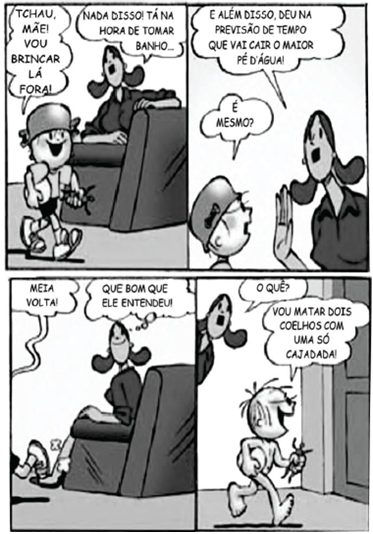 TCHAU,
MÃE!
VOU
BRINCAR
LÁ
FORA!
NADA DISSO! TÁ NA
HORA DE TOMAR
BANHO...
E ALÉM DISSO, DEU NA
PREVISÃO DE TEMPO
QUE VAI CAIR O MAIOR
PÉ D'ÁGUA!
É
MESMO?
MEIA
VOLTA!
QUE BOM QUE
ELE ENTENDEU!
O QUÊ?
VOU MATAR DOIS
COELHOS COM
UMA SÓ
CAJADADA!